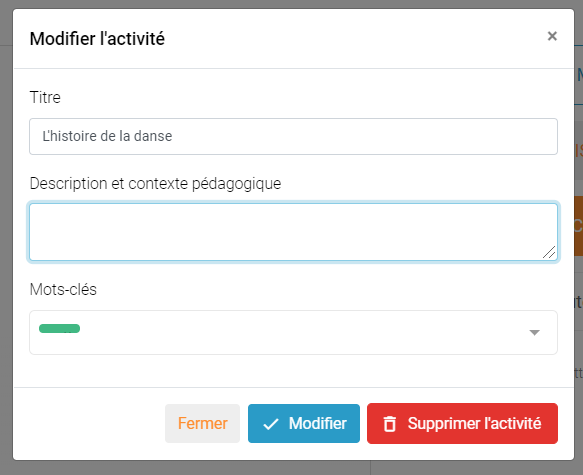 Modifier l'activité
×
Titre
L'histoire de la danse
Description et contexte pédagogique
Mots-clés
Fermer
Modifier
Supprimer l'activité